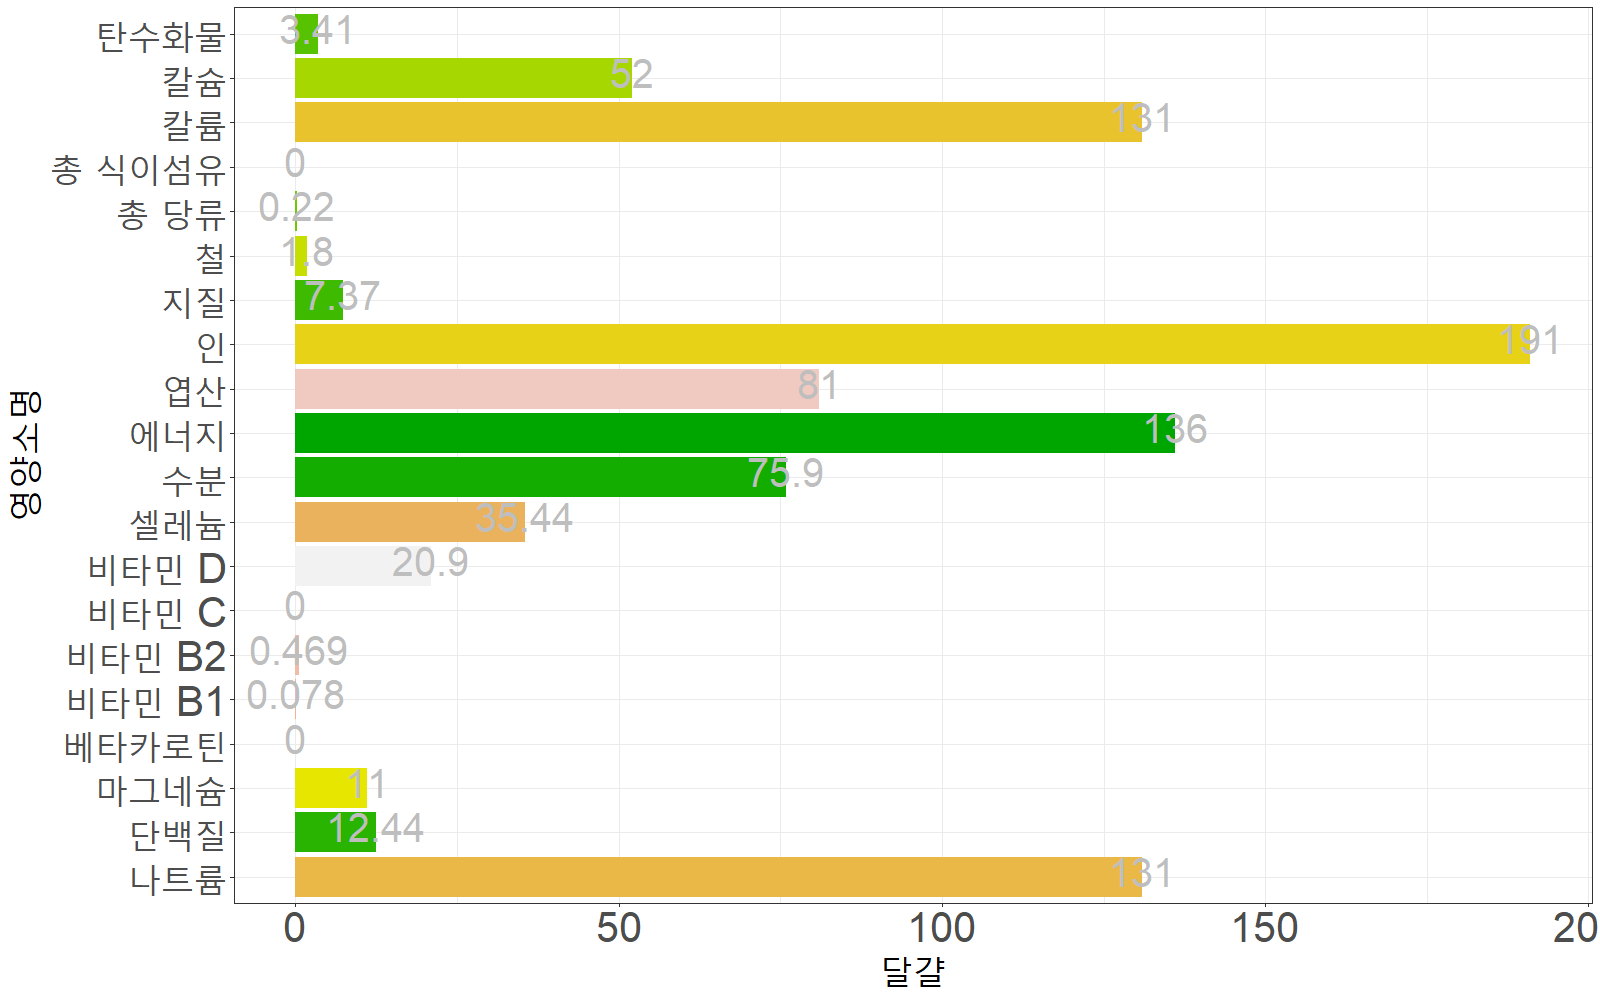 탄수화물 3.41
칼슘 52
칼륨 131
총 식이섬유 0
총 당류 0.22
철 1.8
지질 7.37
인 191
엽산 81
에너지 136
수분 75.9
셀레늄 35.44
비타민 D 20.9
비타민 C 0
비타민 B2 0.469
비타민 B1 0.078
베타카로틴 0
마그네슘 11
단백질 12.44
나트륨 131
영양소명
0 50 100 150 20
달걀